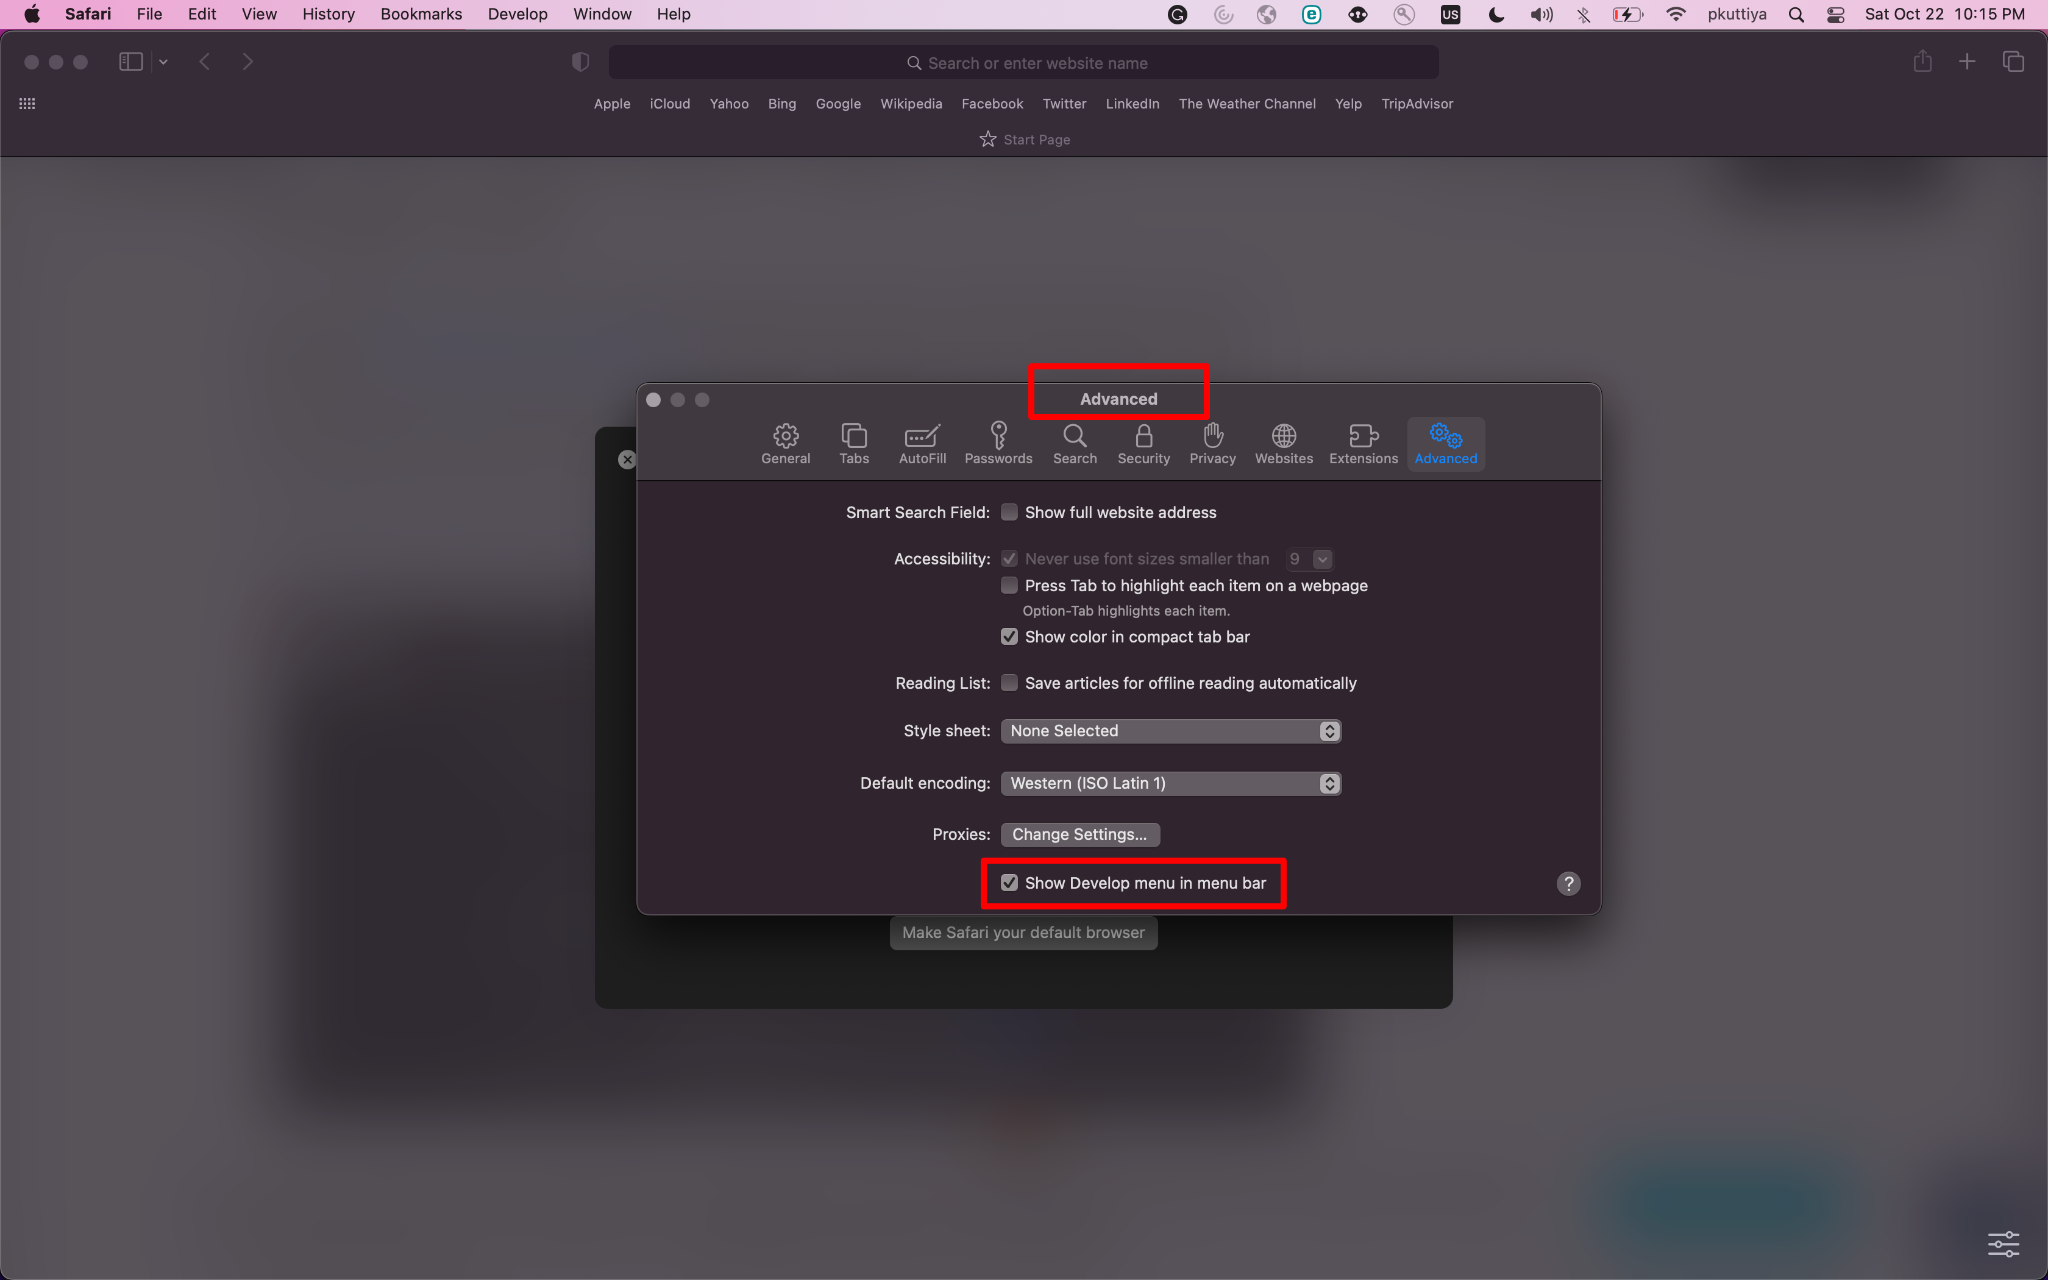 Safari File Edit View History Bookmarks Develop Window Help US pkuttiya Sat Oct 22 10:15 PM
Search or enter website name
Apple iCloud Yahoo Bing Google Wikipedia Facebook Twitter LinkedIn The Weather Channel Yelp TripAdvisor
Start Page
Advanced
General Tabs AutoFill Passwords Search Security Privacy Websites Extensions Advanced
Smart Search Field: Show full website address
Accessibility: Never use font sizes smaller than 9
Press Tab to highlight each item on a webpage
Option-Tab highlights each item.
Show color in compact tab bar
Reading List: Save articles for offline reading automatically
Style sheet: None Selected
Default encoding: Western (ISO Latin 1)
Proxies: Change Settings...
Show Develop menu in menu bar
?
Make Safari your default browser